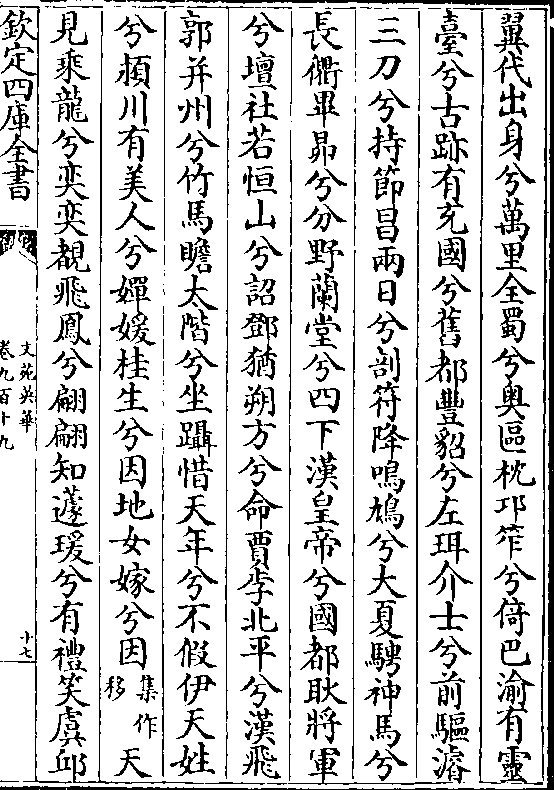 翼代出身兮萬里全蜀兮奥區枕邛笮兮倚巴渝有靈
臺兮古跡有充國兮舊都豐貂兮左珥介士兮前驅濬
三刀兮持節昌兩日兮剖符降鳴鳩兮大夏騁神馬兮
長衢畢昴兮分野蘭堂兮四下漢皇帝兮國都耿將軍
兮壇社若恒山兮詔鄧猶朔方兮命賈李北平兮漢飛
郭并州兮竹馬瞻太階兮坐躡惜天年兮不假伊天姓
兮頻川有美人兮嬋媛桂生兮因地女嫁兮因集作移天
見乘龍兮奕奕覩飛鳳兮翩翩知蘧瑗兮有禮笑虞邱
欽定四庫全書
文苑英華
卷九百十九
十七